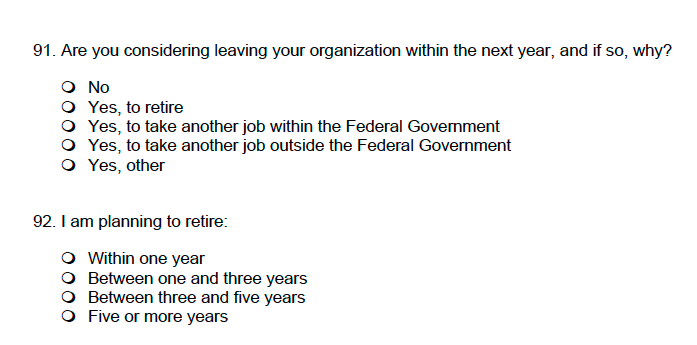 91. Are you considering leaving your organization within the next year, and if so, why?
No
Yes, to retire
Yes, to take another job within the Federal Government
Yes, to take another job outside the Federal Government
Yes, other
92. I am planning to retire:
Within one year
Between one and three years
Between three and five years
Five or more years